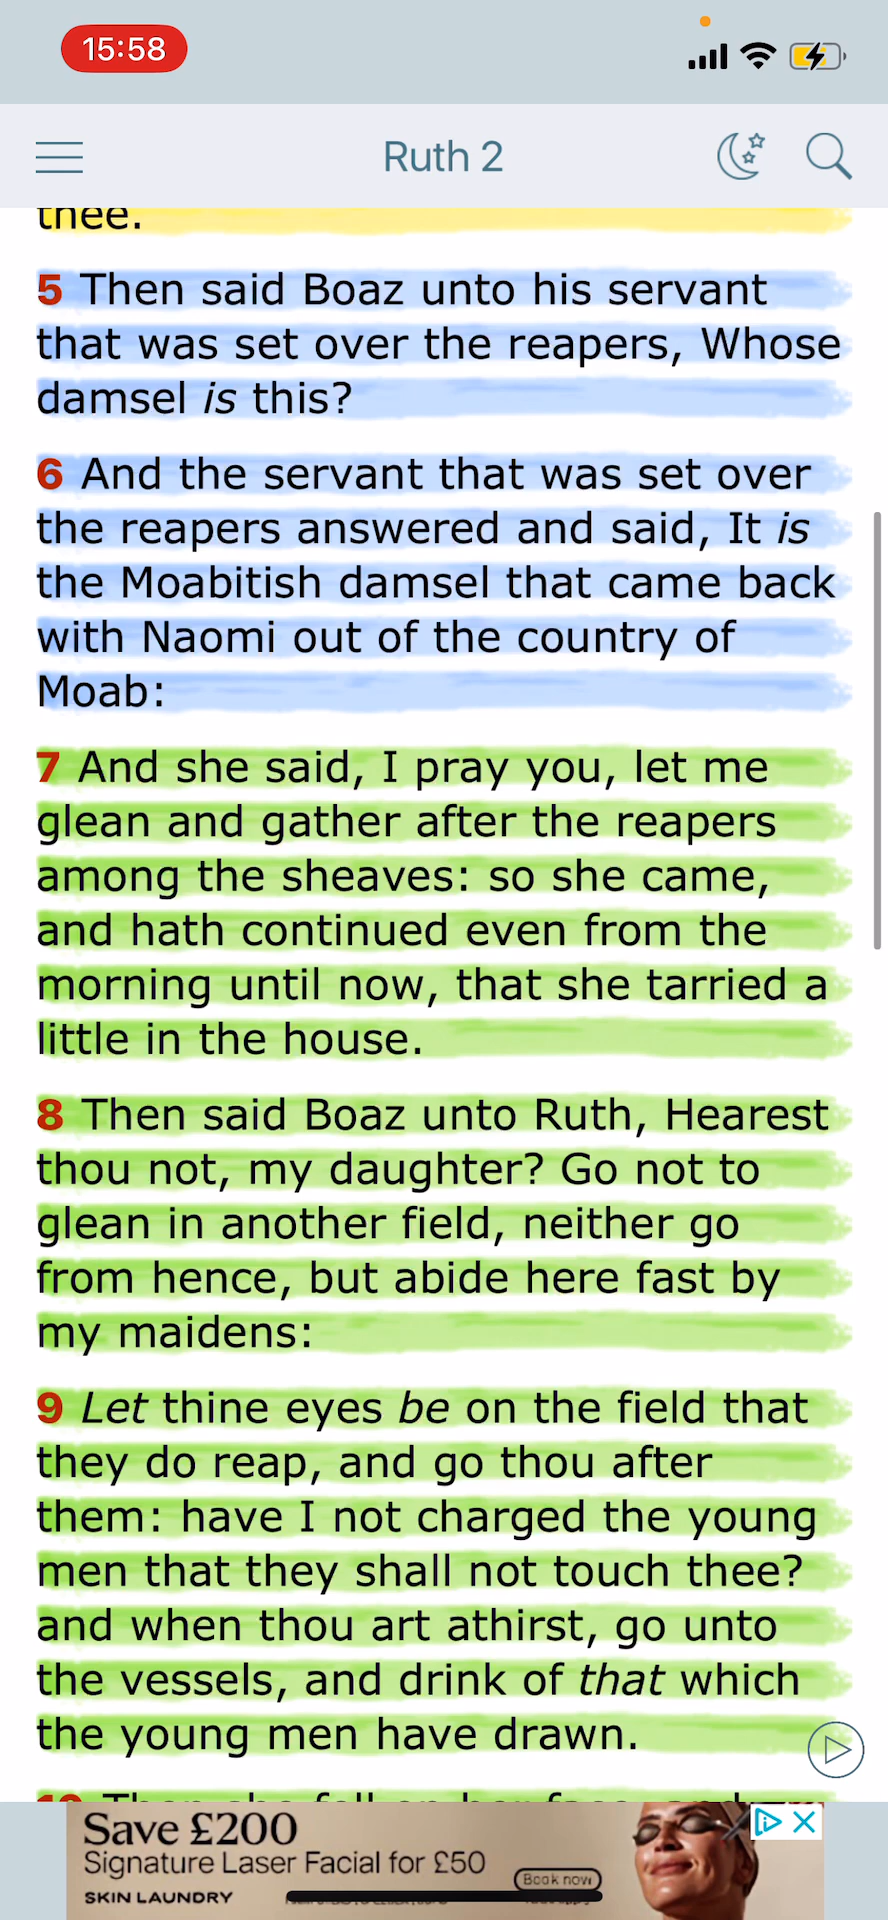 15:58
Ruth 2
thee.
5 Then said Boaz unto his servant
that was set over the reapers, Whose
damsel is this?
6 And the servant that was set over
the reapers answered and said, It is
the Moabitish damsel that came back
with Naomi out of the country of
Moab:
7 And she said, I pray you, let me
glean and gather after the reapers
among the sheaves: so she came,
and hath continued even from the
morning until now, that she tarried a
little in the house.
8 Then said Boaz unto Ruth, Hearest
thou not, my daughter? Go not to
glean in another field, neither go
from hence, but abide here fast by
my maidens:
9 Let thine eyes be on the field that
they do reap, and go thou after
them: have I not charged the young
men that they shall not touch thee?
and when thou art athirst, go unto
the vessels, and drink of that which
the young men have drawn.
10 Then she fell on her face, and
Save £200
Signature Laser Facial for £50
Book now
SKIN LAUNDRY